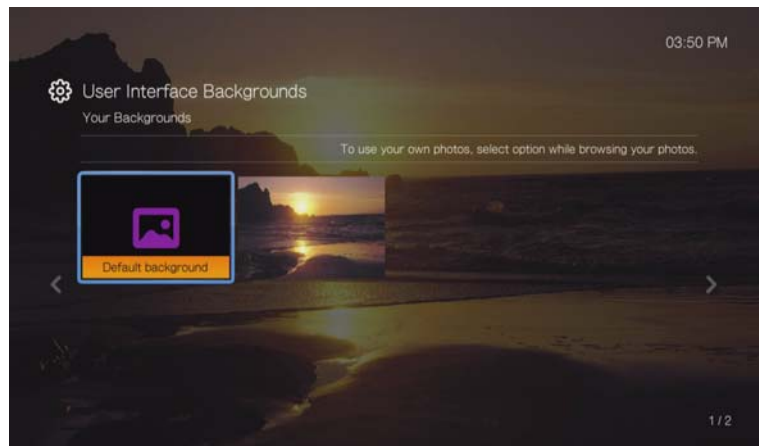 03:50 PM
User Interface Backgrounds
Your Backgrounds
To use your own photos, select option while browsing your photos.
Default background
1 / 2